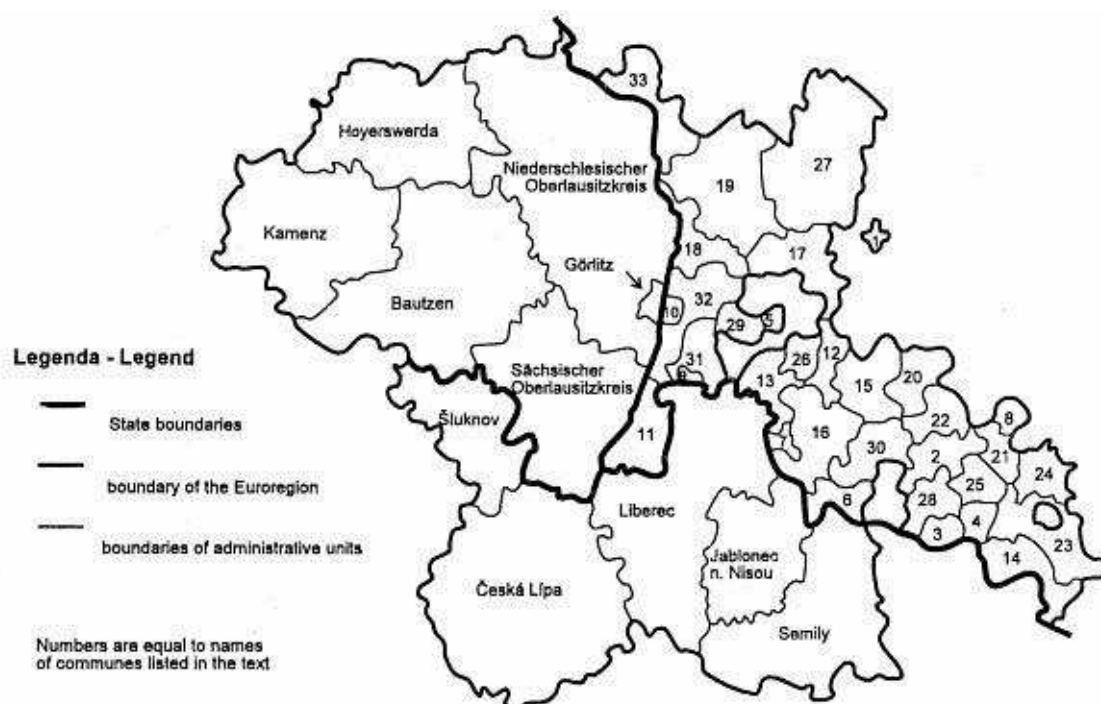 33
Hoyerswerda
27
Niederschlesischer
Oberlausitzkreis
19
Kamenz
1
18
17
Görlitz
32
Bautzen
10
5
29
Legenda - Legend
31
26
12
Sächsischer
Oberlausitzkreis
9
13
15
20
State boundaries
Šluknov
8
22
11
16
30
2
21
24
25
boundary of the Euroregion
28
6
Liberec
4
3
23
boundaries of administrative units
14
Jablonec
n. Nisou
Česká Lípa
Semily
Numbers are equal to names
of communes listed in the text